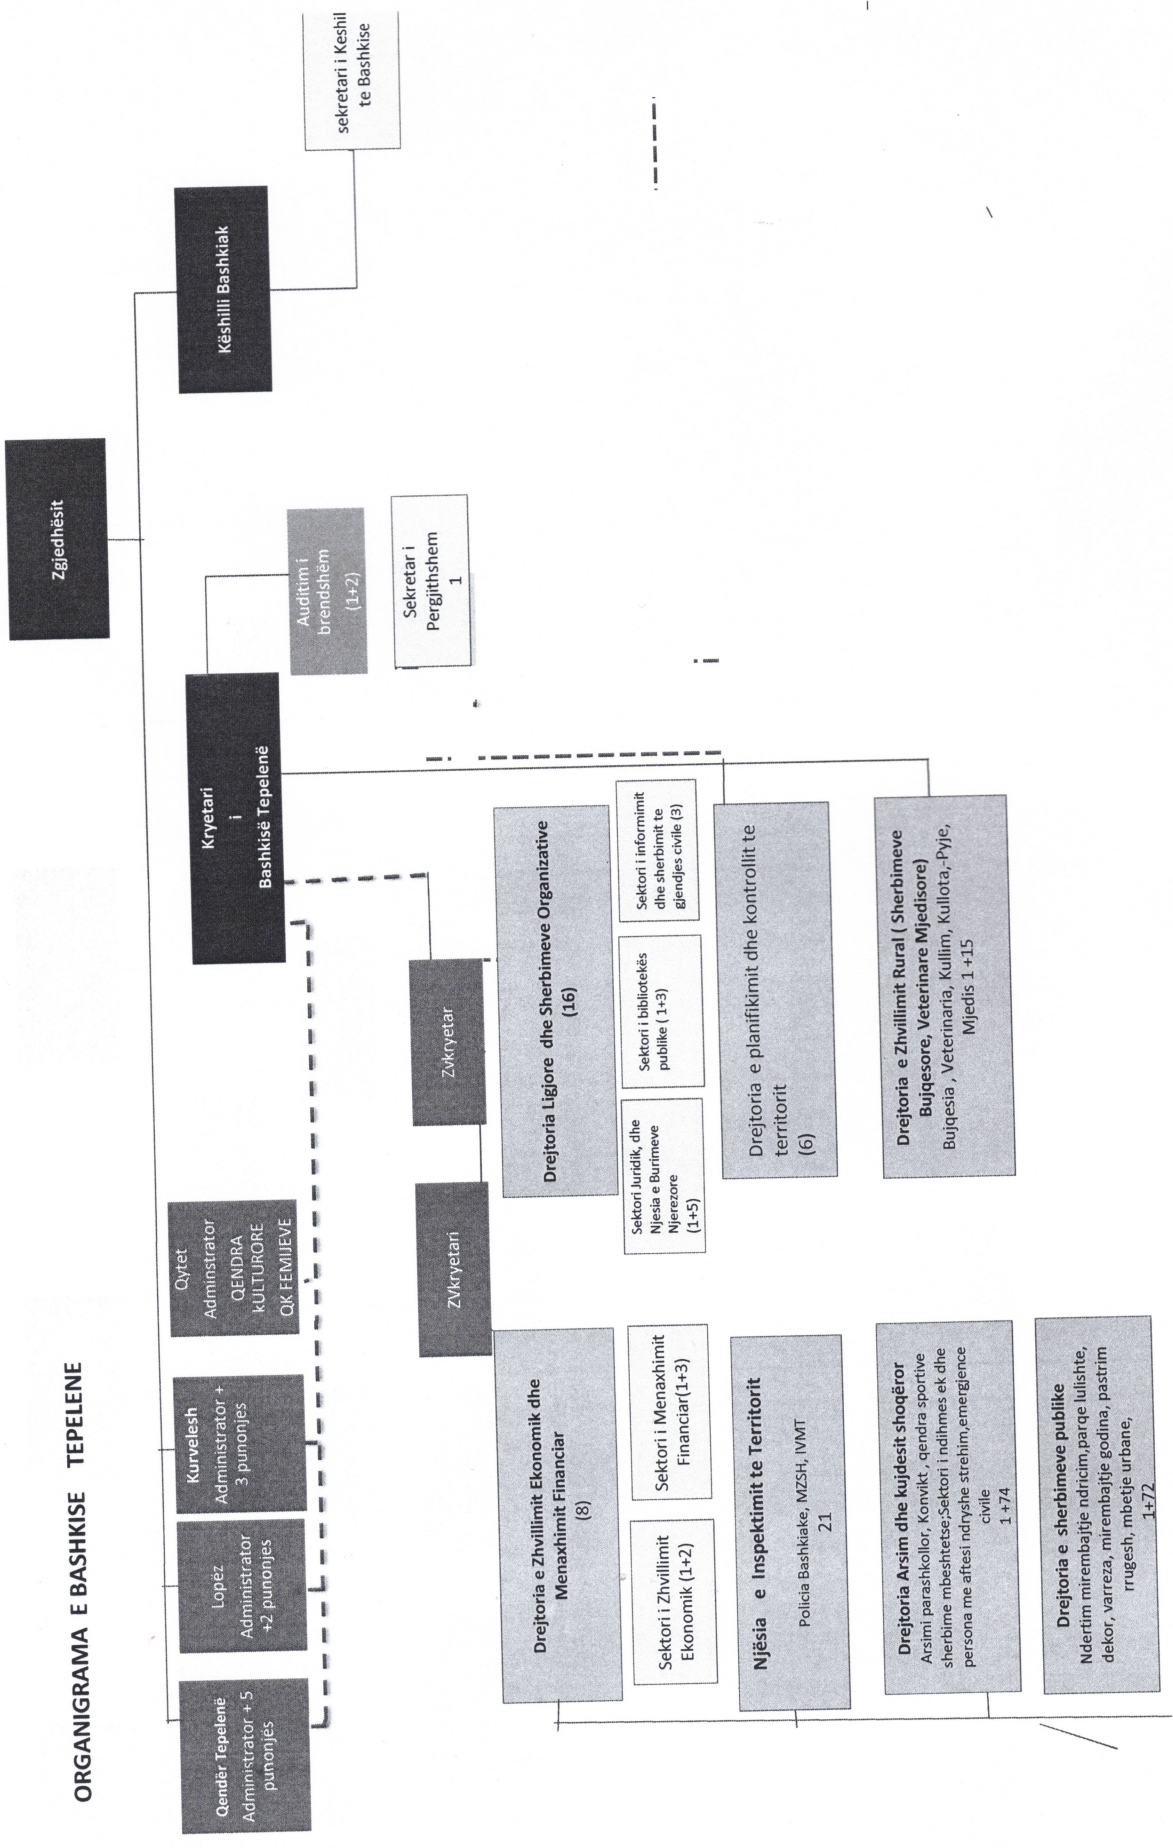 ORGANIGRAMA E BASHKISE TEPELENE
Zgjedhësit
Kryetari
i
Bashkisë Tepelenë
Këshilli Bashkiak
sekretari i Keshil
te Bashkise
Auditim i
brendshëm
(1+2)
Sekretar i
Pergjithshem
1
Qendër Tepelenë
Administrator + 5
punonjës
Lopëz
Administrator
+2 punonjes
Kurvelesh
Administrator +
3 punonjes
Qytet
Adminstrator
QENDRA
kULTURORE
QK FEMIJEVE
ZVkryetari
Zvkryetar
Drejtoria e Zhvillimit Ekonomik dhe
Menaxhimit Financiar
(8)
Sektori i Zhvillimit
Ekonomik (1+2)
Sektori i Menaxhimit
Financiar(1+3)
Njësia e Inspektimit te Territorit
Policia Bashkiake, MZSH, IVMT
21
Drejtoria Arsim dhe kujdesit shoqëror
Arsimi parashkollor, Konvikt , qendra sportive
sherbime mbeshtetse;Sektori i ndihmes ek dhe
persona me aftesi ndryshe strehim,emergjence
civile
1 +74
Drejtoria e sherbimeve publike
Ndertim mirembajtje ndricim,parqe lulishte,
dekor, varreza, mirembajtje godina, pastrim
rrugesh, mbetje urbane,
1+72
Drejtoria Ligjore dhe Sherbimeve Organizative
(16)
Sektori Juridik, dhe
Njesia e Burimeve
Njerezore
(1+5)
Sektori i bibliotekës
publike ( 1+3)
Sektori i informimit
dhe sherbimit te
gjendjes civile (3)
Drejtoria e planifikimit dhe kontrollit te
territorit
(6)
Drejtoria e Zhvillimit Rural ( Sherbimeve
Bujqesore, Veterinare Mjedisore)
Bujqesia , Veterinaria, Kullim, Kullota,-Pyje,
Mjedis 1 +15